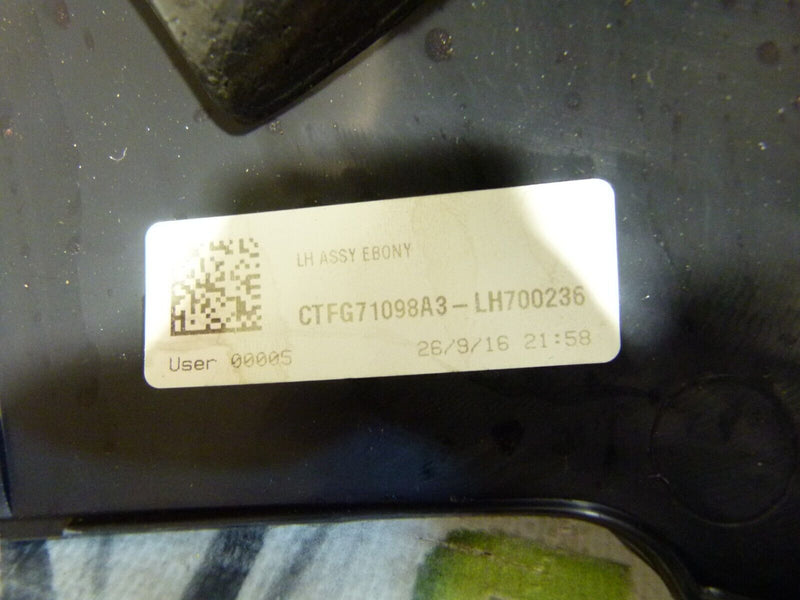 LH ASSY EBONY
CTFG71098A3-LH700236
User 00005
26/9/16 21:58